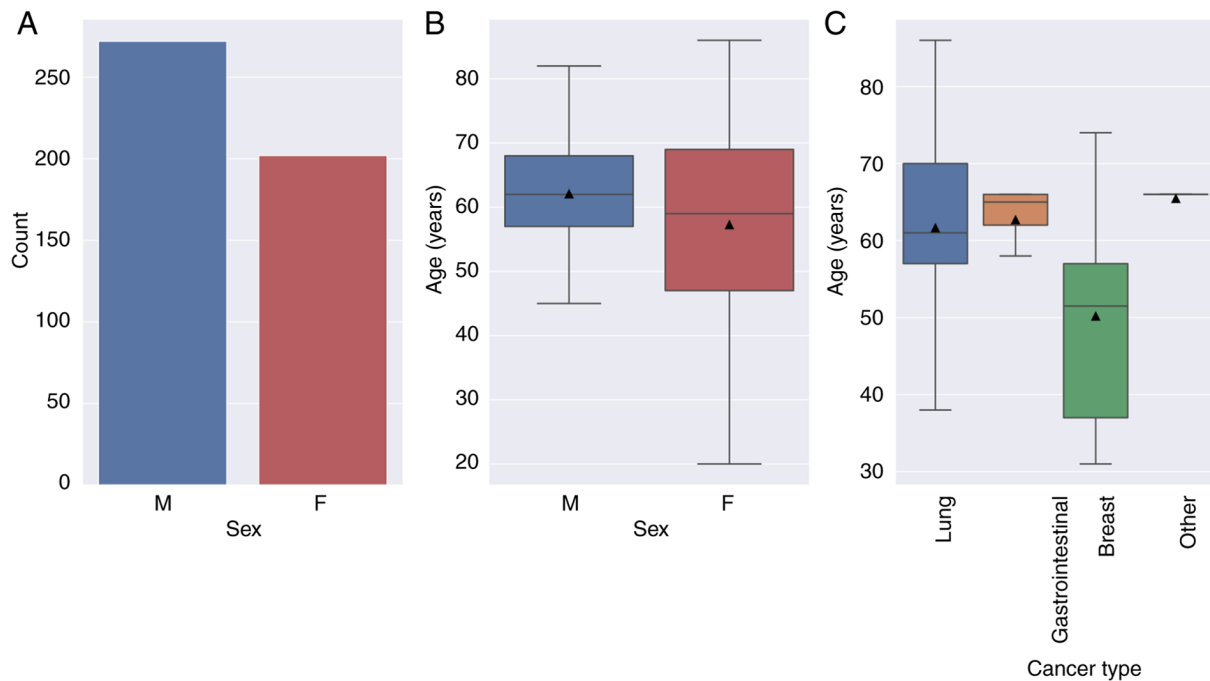 A
Count
250
200
150
100
50
0
M
F
Sex
B
Age (years)
80
70
60
50
40
30
20
M
F
Sex
C
Age (years)
80
70
60
50
40
30
Lung
Gastrointestinal
Breast
Other
Cancer type